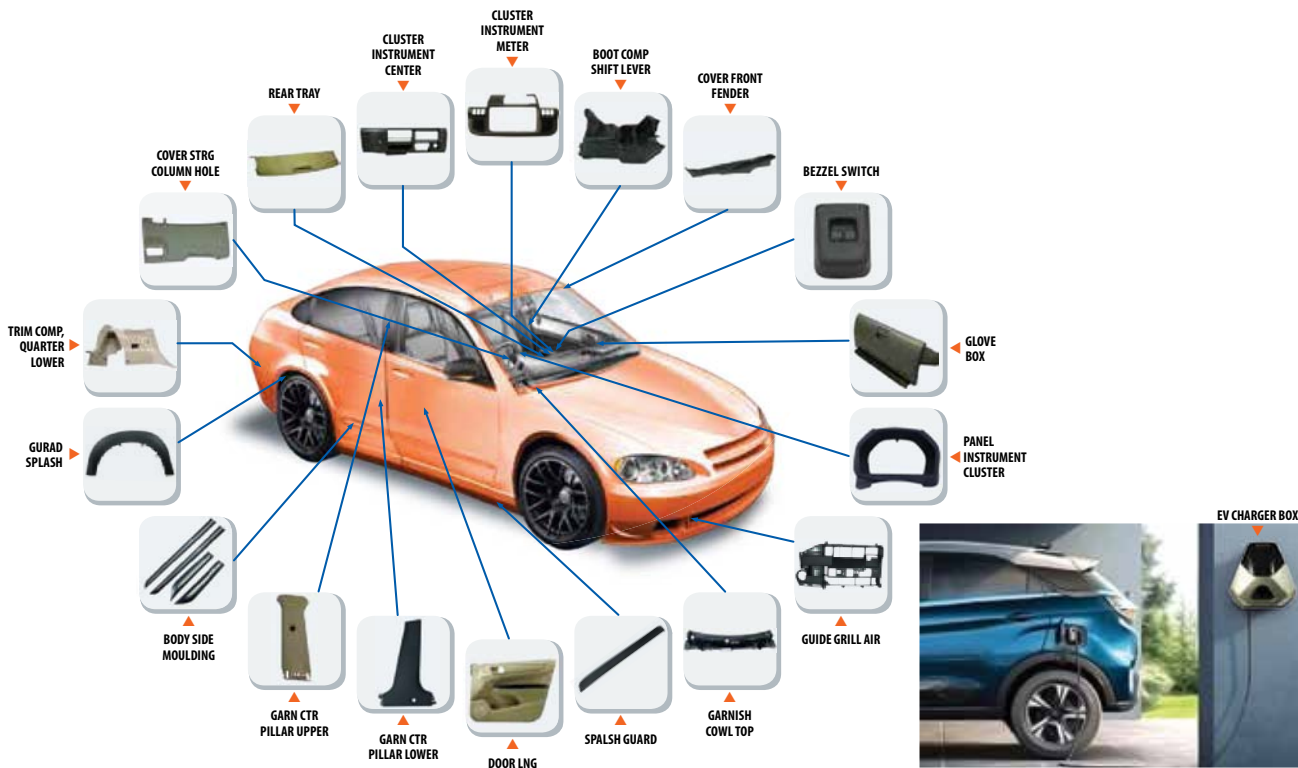 CLUSTER
INSTRUMENT
METER
CLUSTER
INSTRUMENT
CENTER
BOOT COMP
SHIFT LEVER
REAR TRAY
COVER FRONT
FENDER
COVER STRG
COLUMN HOLE
BEZZEL SWITCH
TRIM COMP,
QUARTER
LOWER
GLOVE
BOX
GURAD
SPLASH
PANEL
INSTRUMENT
CLUSTER
EV CHARGER BOX
BODY SIDE
MOULDING
GUIDE GRILL AIR
GARN CTR
PILLAR UPPER
GARN CTR
PILLAR LOWER
DOOR LNG
SPALSH GUARD
GARNISH
COWL TOP